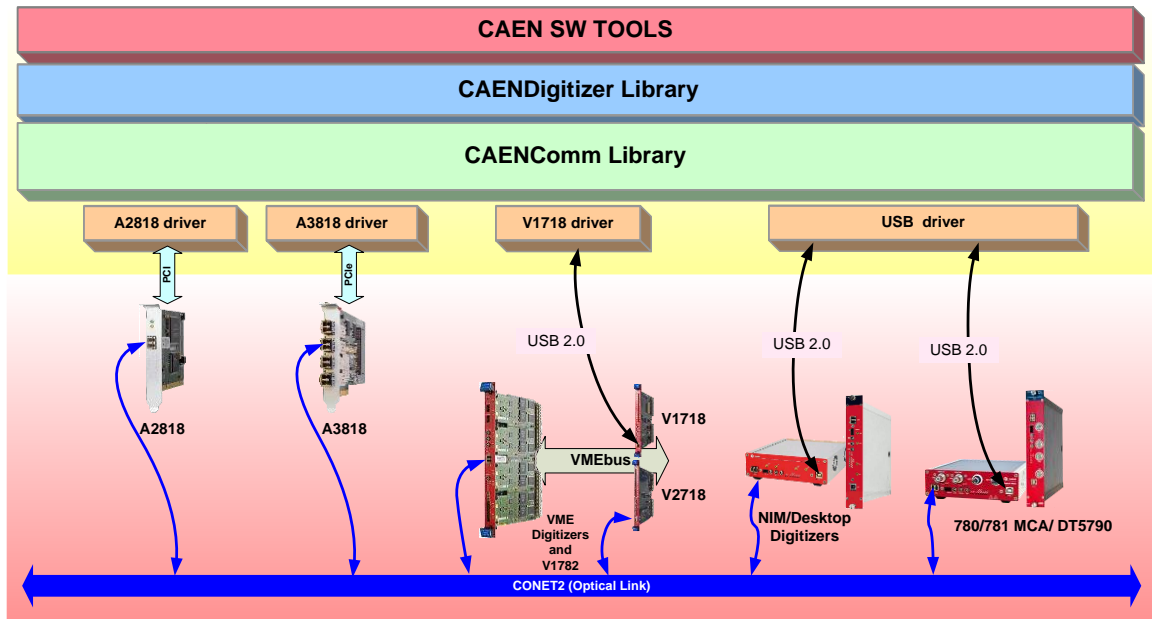 CAEN SW TOOLS
CAENDigitizer Library
CAENComm Library
A2818 driver
A3818 driver
V1718 driver
USB driver
PCI
PCIe
USB 2.0
USB 2.0
USB 2.0
A2818
A3818
V1718
VMEbus
V2718
VME
Digitizers
and
V1782
NIM/Desktop
Digitizers
780/781 MCA/ DT5790
CONET2 (Optical Link)